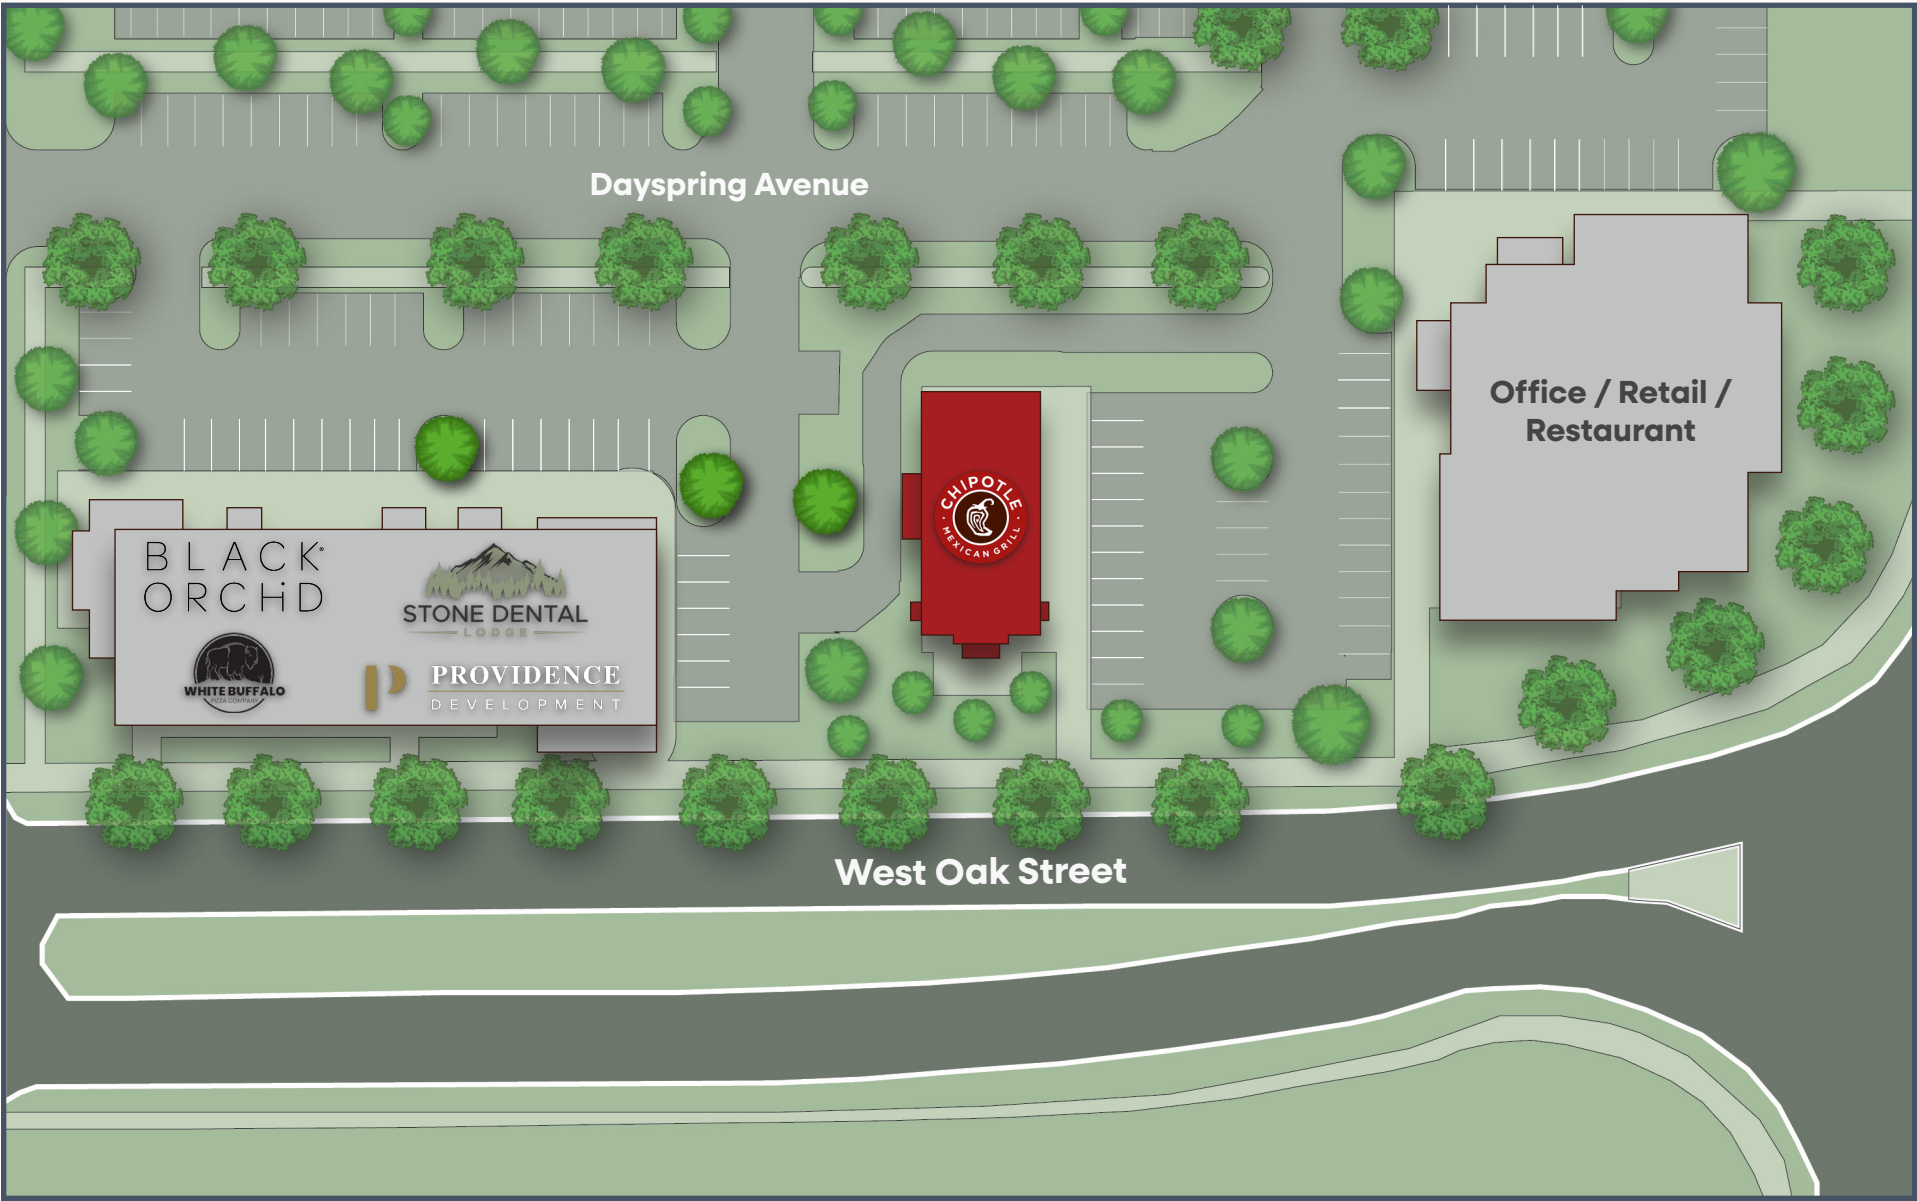 Dayspring Avenue
Office / Retail /
Restaurant
CHIPOTLE
MEXICAN GRILL
BLACK
ORCHiD
STONE DENTAL
LODGE
WHITE BUFFALO
PIZZA COMPANY
PROVIDENCE
DEVELOPMENT
West Oak Street